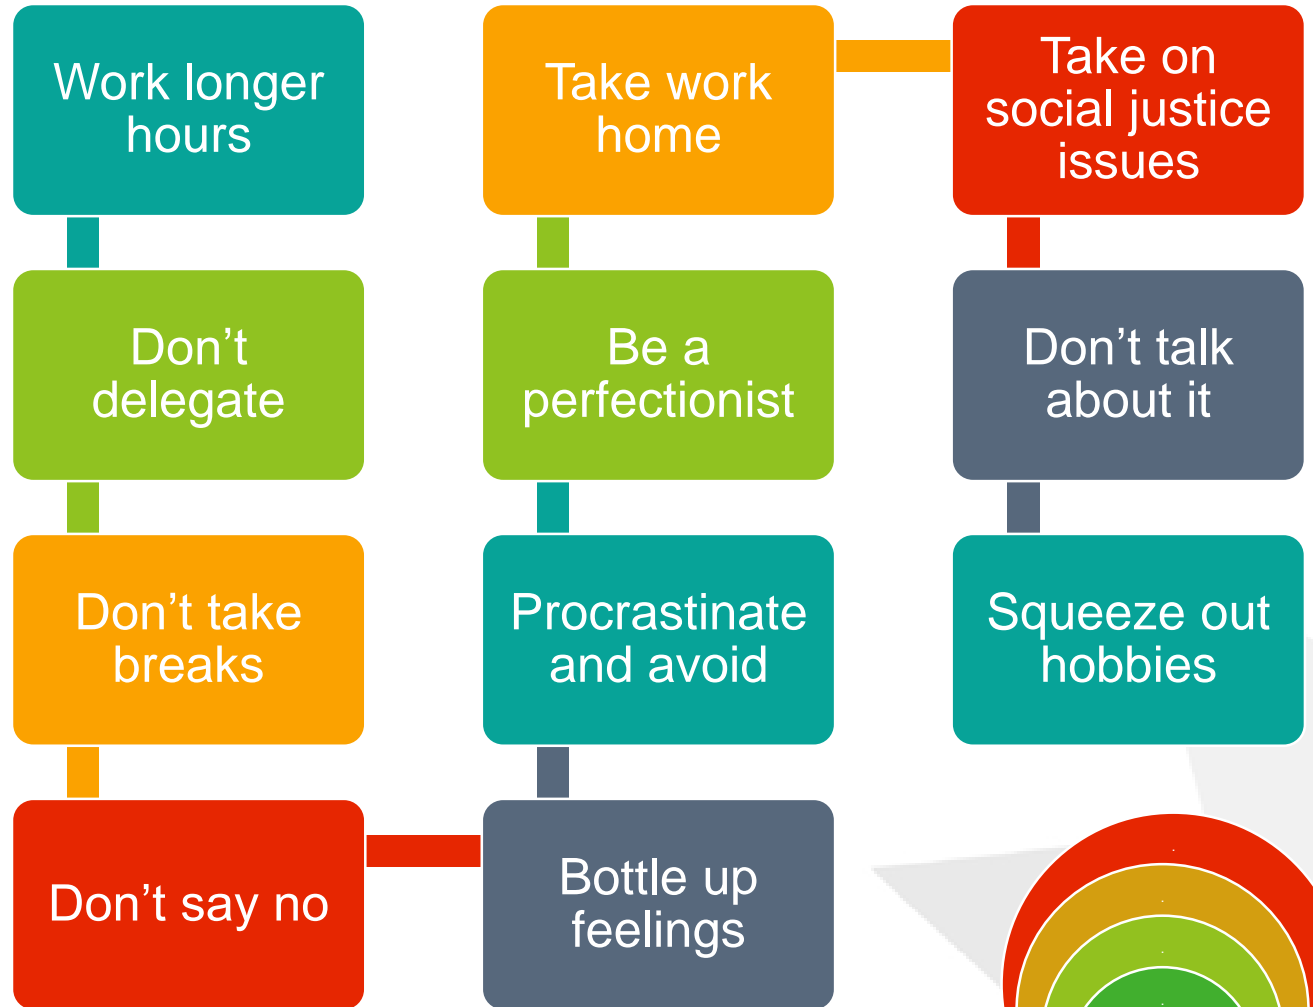 Work longer
hours
Don’t
delegate
Don’t take
breaks
Don’t say no
Bottle up
feelings
Procrastinate
and avoid
Be a
perfectionist
Take work
home
Take on
social justice
issues
Don’t talk
about it
Squeeze out
hobbies